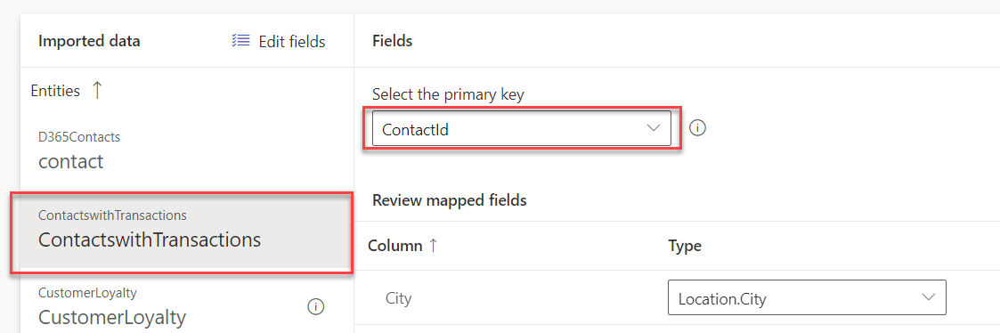 Imported data
Edit fields
Entities ↑
D365Contacts
contact
ContactswithTransactions
ContactswithTransactions
CustomerLoyalty
CustomerLoyalty
Fields
Select the primary key
ContactId
Review mapped fields
Column ↑ Type
City Location.City